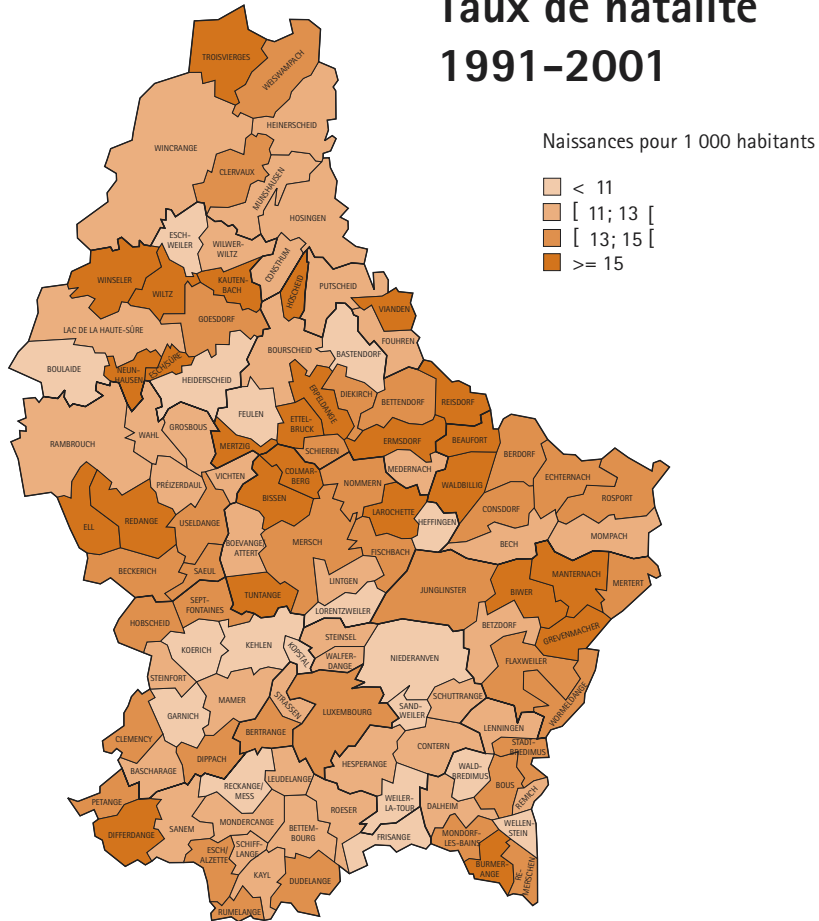 Taux de natalité
1991–2001
Naissances pour 1 000 habitants
< 11
[ 11; 13 [
[ 13; 15 [
>= 15
TROISVIERGES
WEISWAMPACH
HEINERSCHEID
WINCRANGE
CLERVAUX
MUNSHAUSEN
HOSINGEN
ESCH-
WEILER
WILWER-
WILTZ
CONSTHUM
WINSELER
WILTZ
KAUTEN-
BACH
HOSCHEID
PUTSCHEID
VIANDEN
GOESDORF
LAC DE LA HAUTE-SÛRE
FOUHREN
BOURSCHEID
BASTENDORF
BOULAIDE
NEUN-
HAUSEN
ESCH/SÛRE
HEIDERSCHEID
ERPELDANGE
DIEKIRCH
BETTENDORF
REISDORF
FEULEN
ETTEL-
BRUCK
RAMBROUCH
WAHL
GROSBOUS
MERTZIG
SCHIEREN
ERMSDORF
BEAUFORT
BERDORF
PRÉIZERDAUL
VICHTEN
COLMAR-
BERG
BISSEN
NOMMERN
MEDERNACH
WALDBILLIG
ECHTERNACH
ROSPORT
ELL
REDANGE
USELDANGE
LAROCHETTE
HEFFINGEN
CONSDORF
BOEVANGE/
ATTERT
MERSCH
FISCHBACH
BECH
MOMPACH
BECKERICH
SAEUL
LINTGEN
JUNGLINSTER
BIWER
MANTERNACH
MERTERT
SEPT-
FONTAINES
TUNTANGE
LORENTZWEILER
HOBSCHEID
BETZDORF
GREVENMACHER
KOERICH
KEHLEN
KOPSTAL
STEINSEL
WALFER-
DANGE
NIEDERANVEN
FLAXWEILER
STEINFORT
MAMER
STRASSEN
SCHUTTRANGE
WORMELDANGE
GARNICH
LUXEMBOURG
SAND-
WEILER
LENNINGEN
CLEMENCY
BERTRANGE
CONTERN
STADT-
BREDIMUS
DIPPACH
HESPERANGE
WALD-
BREDIMUS
BASCHARAGE
RECKANGE/
MESS
LEUDELANGE
BOUS
REMICH
PETANGE
WEILER-
LA-TOUR
DALHEIM
ROESER
DIFFERDANGE
SANEM
MONDERCANGE
BETTEM-
BOURG
FRISANGE
MONDORF-
LES-BAINS
WELLEN-
STEIN
ESCH/
ALZETTE
SCHIFF-
LANGE
BURMER-
ANGE
RE-
MERSCHEN
KAYL
DUDELANGE
RUMELANGE